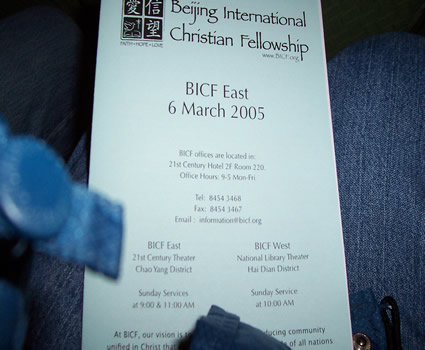 愛 信
望
FAITH·HOPE·LOVE
Beijing International
Christian Fellowship
www.BICF.org
BICF East
6 March 2005
BICF offices are located in:
21st Century Hotel 2F Room 220.
Office Hours: 9-5 Mon-Fri
Tel: 8454 3468
Fax: 8454 3467
Email : information@bicf.org
BICF East
21st Century Theater
Chao Yang District
Sunday Services
at 9:00 & 11:00 AM
BICF West
National Library Theater
Hai Dian District
Sunday Service
at 10:00 AM
At BICF, our vision is community
unified in Christ of all nations